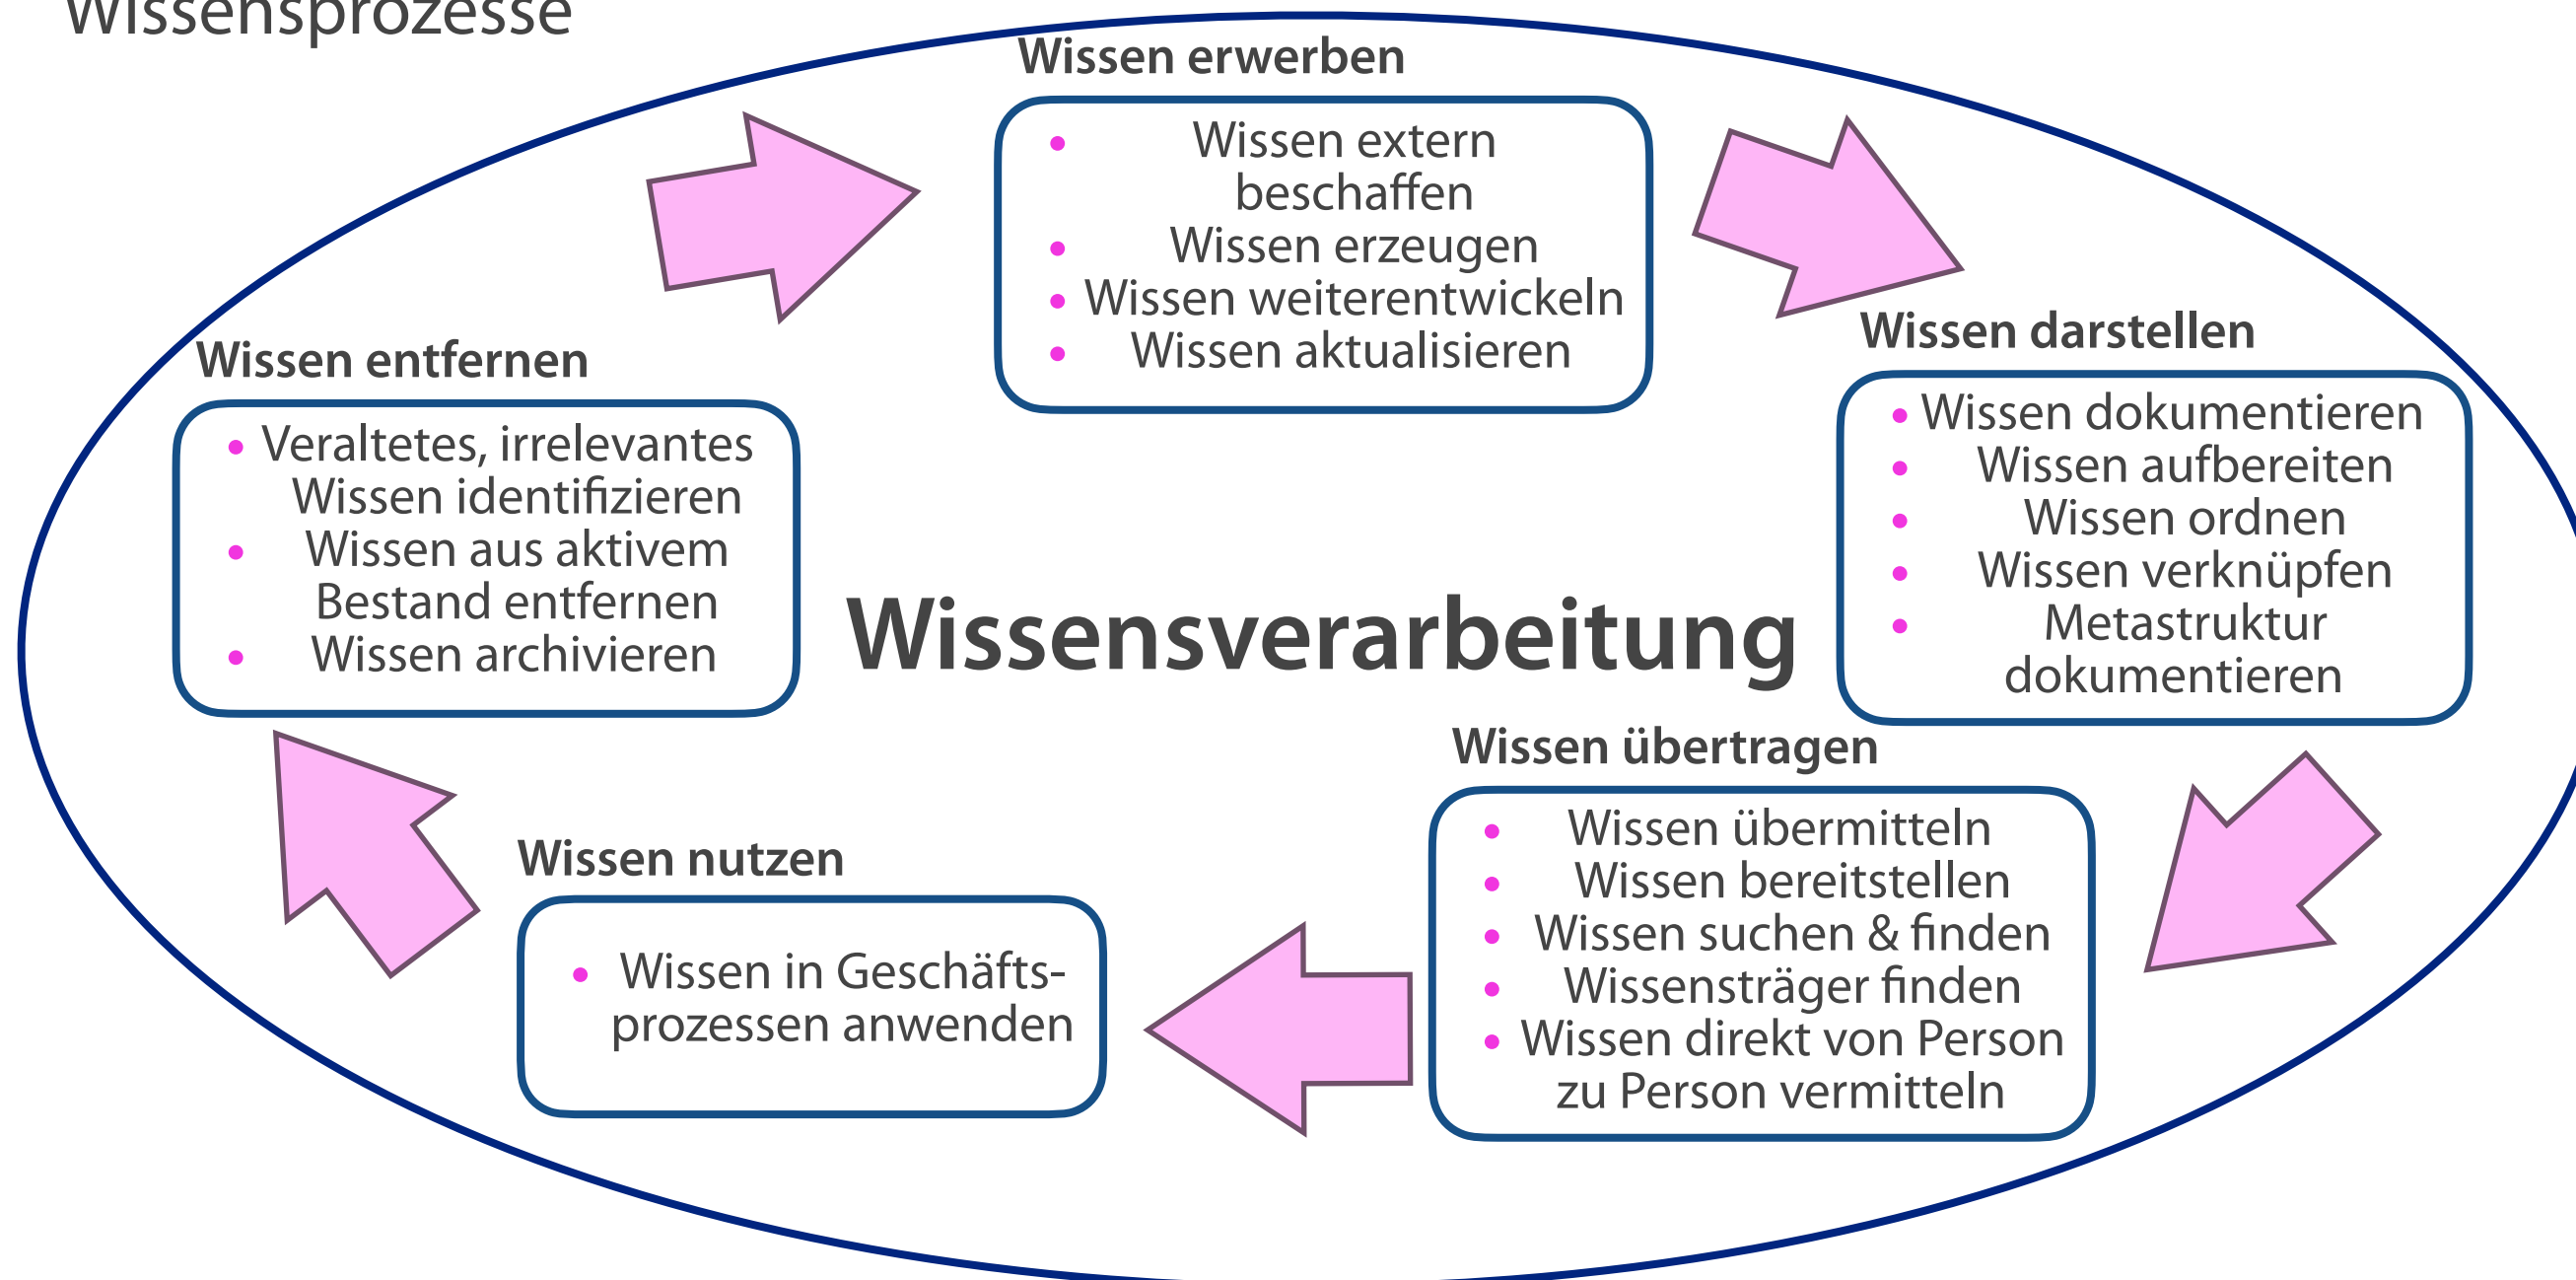 Wissensprozesse
Wissen erwerben
• Wissen extern
beschaffen
• Wissen erzeugen
• Wissen weiterentwickeln
• Wissen aktualisieren
Wissen darstellen
• Wissen dokumentieren
• Wissen aufbereiten
• Wissen ordnen
• Wissen verknüpfen
• Metastruktur
dokumentieren
Wissen übertragen
• Wissen übermitteln
• Wissen bereitstellen
• Wissen suchen & finden
• Wissensträger finden
• Wissen direkt von Person
zu Person vermitteln
Wissen nutzen
• Wissen in Geschäfts-
prozessen anwenden
Wissen entfernen
• Veraltetes, irrelevantes
Wissen identifizieren
• Wissen aus aktivem
Bestand entfernen
• Wissen archivieren
Wissensverarbeitung